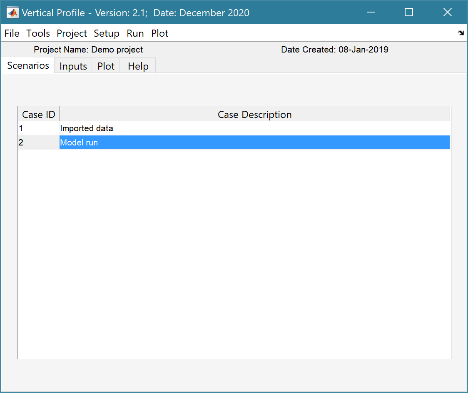 Vertical Profile - Version: 2.1; Date: December 2020
File Tools Project Setup Run Plot
Project Name: Demo project Date Created: 08-Jan-2019
Scenarios Inputs Plot Help
Case ID Case Description
1 Imported data
2 Model run